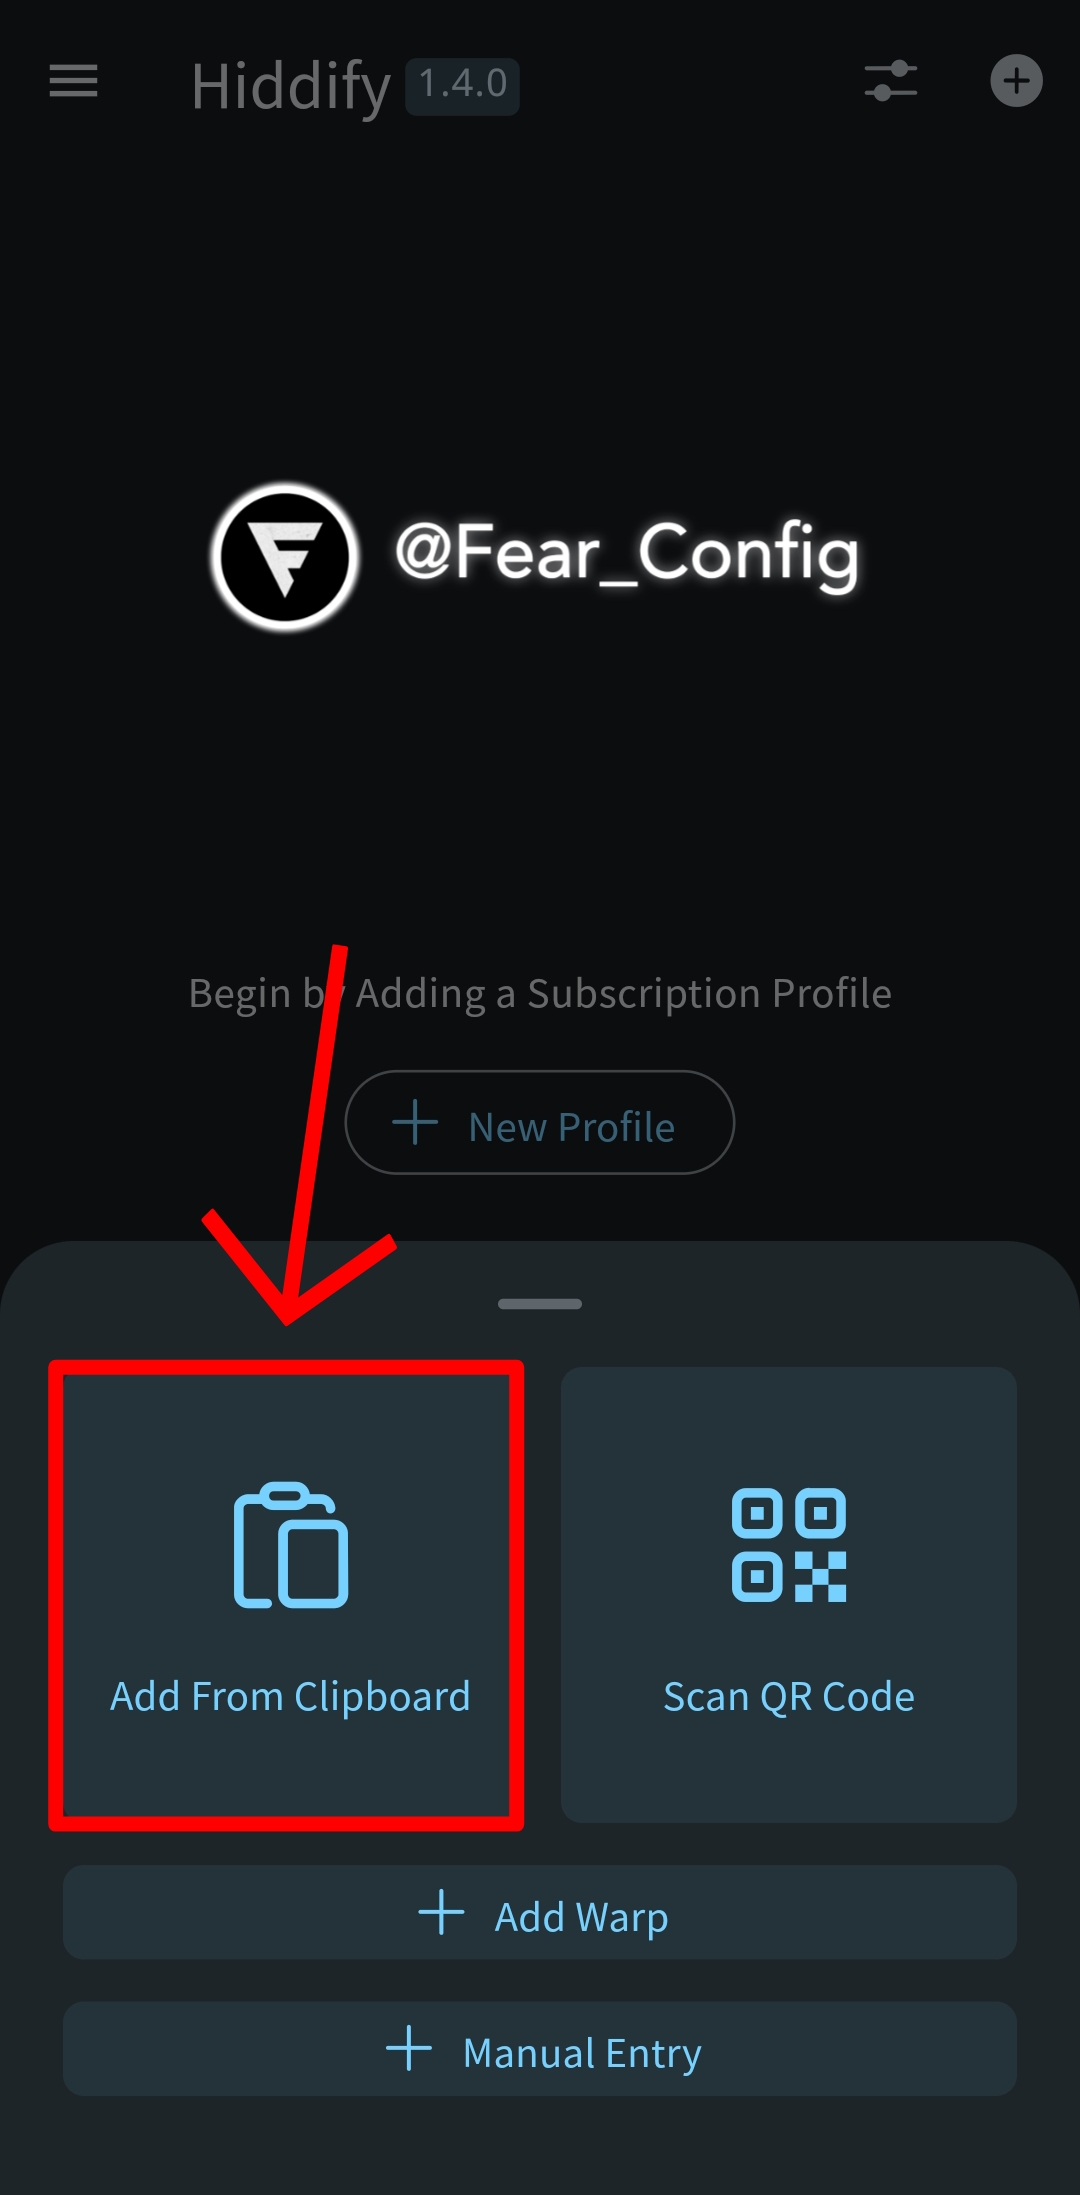 Hiddify 1.4.0
@Fear_Config
Begin by Adding a Subscription Profile
New Profile
Add From Clipboard
Scan QR Code
Add Warp
Manual Entry